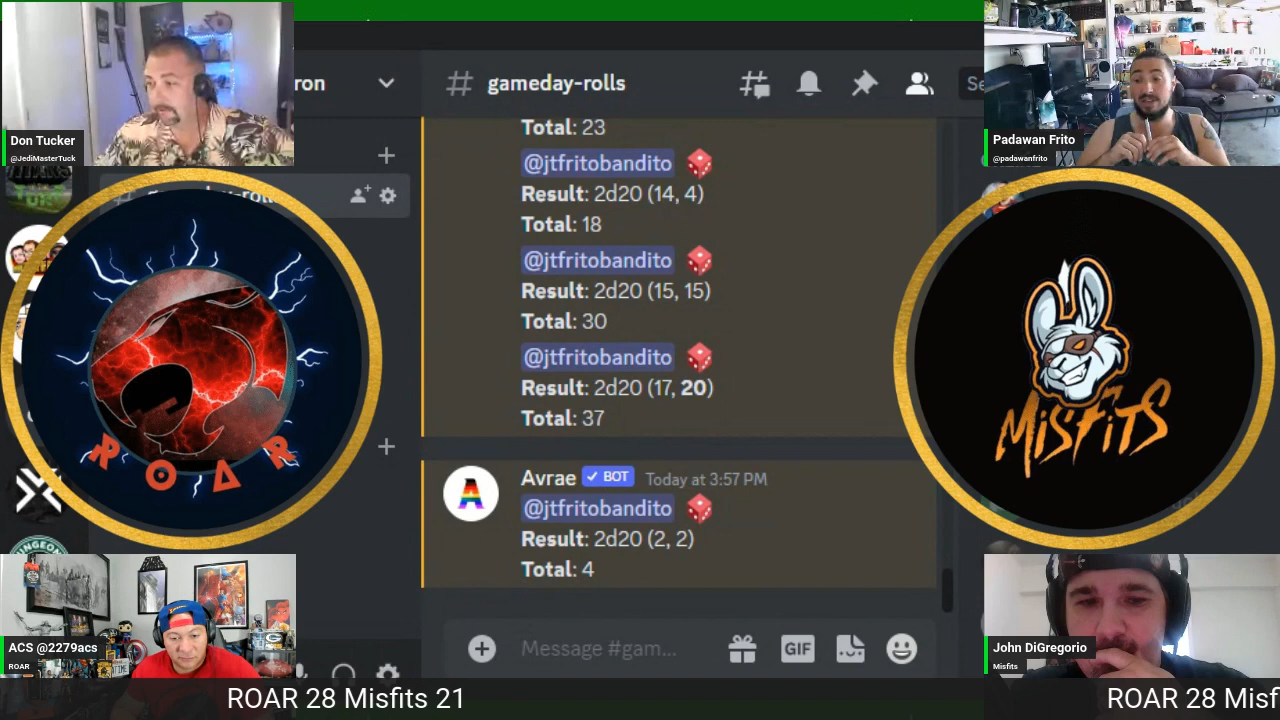 Don Tucker
@JediMasterTuck
ron
# gameday-rolls
Se
Padawan Frito
@padawanfrito
Total: 23
@jtfritobandito
Result: 2d20 (14, 4)
Total: 18
@jtfritobandito
Result: 2d20 (15, 15)
Total: 30
@jtfritobandito
Result: 2d20 (17, 20)
Total: 37
ROAR
MiSFiTS
Avrae ✓ BOT Today at 3:57 PM
@jtfritobandito
Result: 2d20 (2, 2)
Total: 4
Message #gam...
GIF
ACS @2279acs
ROAR
John DiGregorio
Misfits
ROAR 28 Misfits 21
ROAR 28 Misf